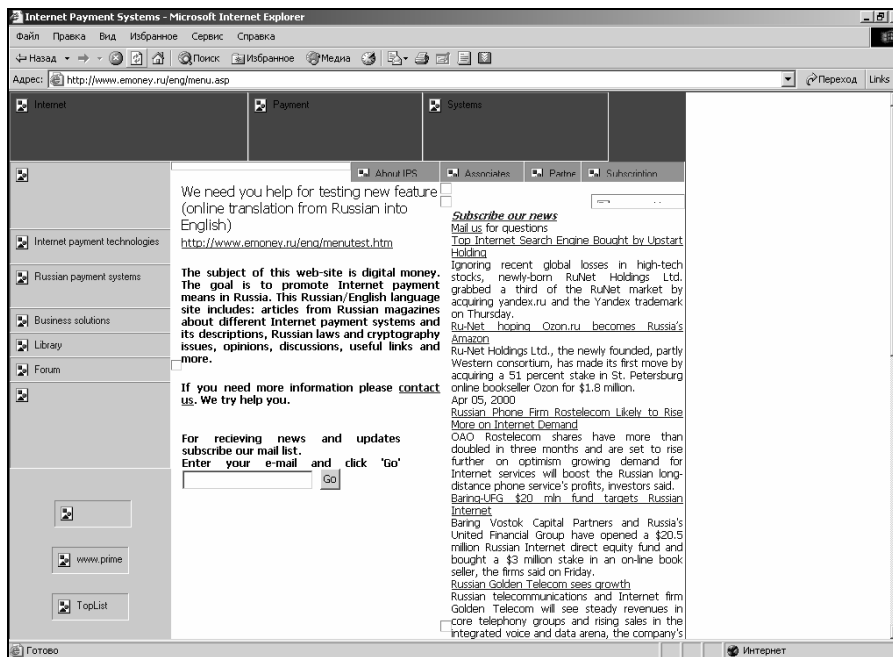 Internet Payment Systems - Microsoft Internet Explorer
Файл Правка Вид Избранное Сервис Справка
Назад Поиск Избранное Медиа
Адрес: http://www.emoney.ru/eng/menu.asp Переход Links
Internet Payment Systems
About IPS Associates Partne Subscription
We need you help for testing new feature
(online translation from Russian into
English)
http://www.emoney.ru/eng/menutest.htm
Internet payment technologies
Russian payment systems
Business solutions
Library
Forum
www.prime
TopList
The subject of this web-site is digital money.
The goal is to promote Internet payment
means in Russia. This Russian/English language
site includes: articles from Russian magazines
about different Internet payment systems and
its descriptions, Russian laws and cryptography
issues, opinions, discussions, useful links and
more.
If you need more information please contact
us. We try help you.
For recieving news and updates
subscribe our mail list.
Enter your e-mail and click 'Go'
Go
Subscribe our news
Mail us for questions
Top Internet Search Engine Bought by Upstart
Holding
Ignoring recent global losses in high-tech
stocks, newly-born RuNet Holdings Ltd.
grabbed a third of the RuNet market by
acquiring yandex.ru and the Yandex trademark
on Thursday.
Ru-Net hoping Ozon.ru becomes Russia's
Amazon
Ru-Net Holdings Ltd., the newly founded, partly
Western consortium, has made its first move by
acquiring a 51 percent stake in St. Petersburg
online bookseller Ozon for $1.8 million.
Apr 05, 2000
Russian Phone Firm Rostelecom Likely to Rise
More on Internet Demand
OAO Rostelecom shares have more than
doubled in three months and are set to rise
further on optimism growing demand for
Internet services will boost the Russian long-
distance phone service's profits, investors said.
Baring-UFG $20 mln fund targets Russian
Internet
Baring Vostok Capital Partners and Russia's
United Financial Group have opened a $20.5
million Russian Internet direct equity fund and
bought a $3 million stake in an on-line book
seller, the firms said on Friday.
Russian Golden Telecom sees growth
Russian telecommunications and Internet firm
Golden Telecom will see steady revenues in
core telephony groups and rising sales in the
integrated voice and data arena, the company's
Готово Интернет